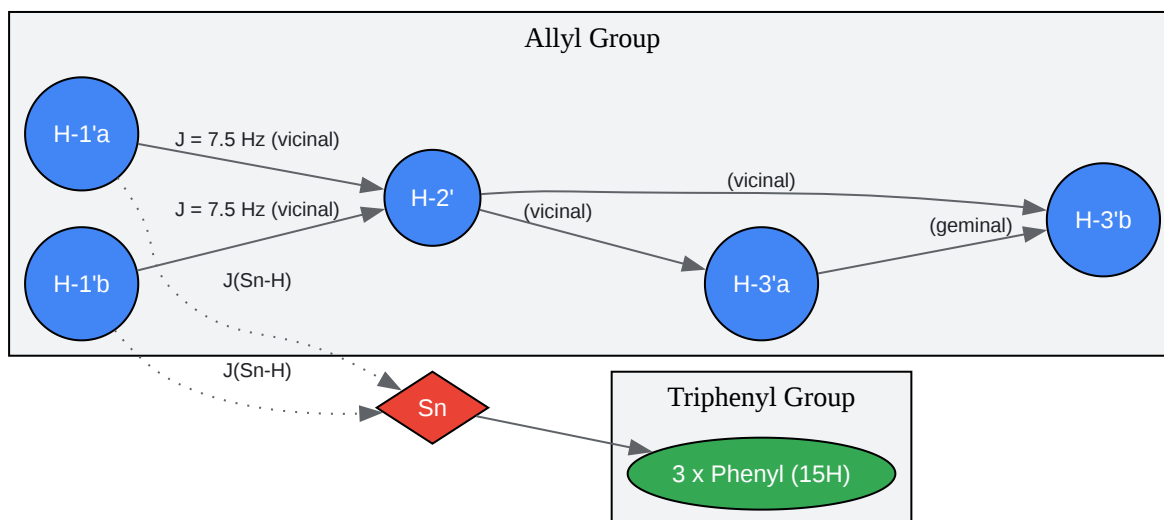 Allyl Group
H-1'a
J = 7.5 Hz (vicinal)
(vicinal)
H-2'
J = 7.5 Hz (vicinal)
(vicinal)
(geminal)
H-3'b
H-1'b
J(Sn-H)
H-3'a
J(Sn-H)
Sn
Triphenyl Group
3 x Phenyl (15H)